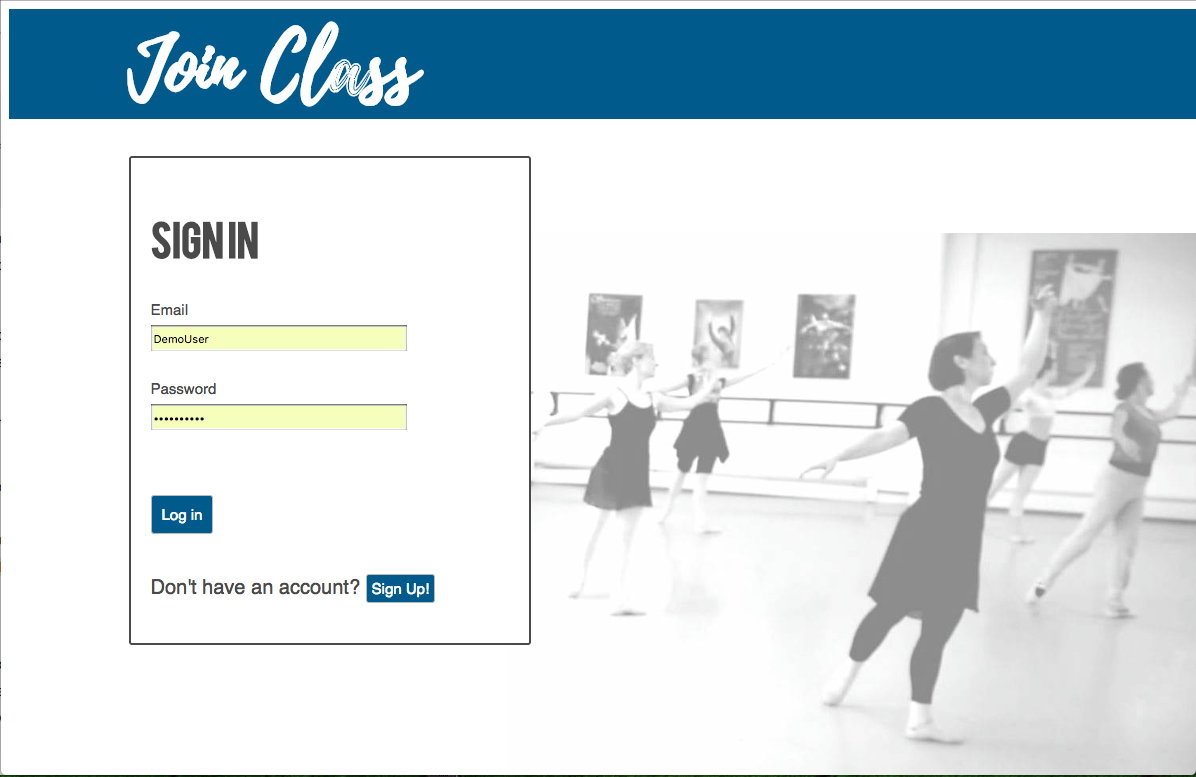 Join Class
SIGN IN
Email
DemoUser
Password
••••••••••
Log in
Don't have an account? Sign Up!